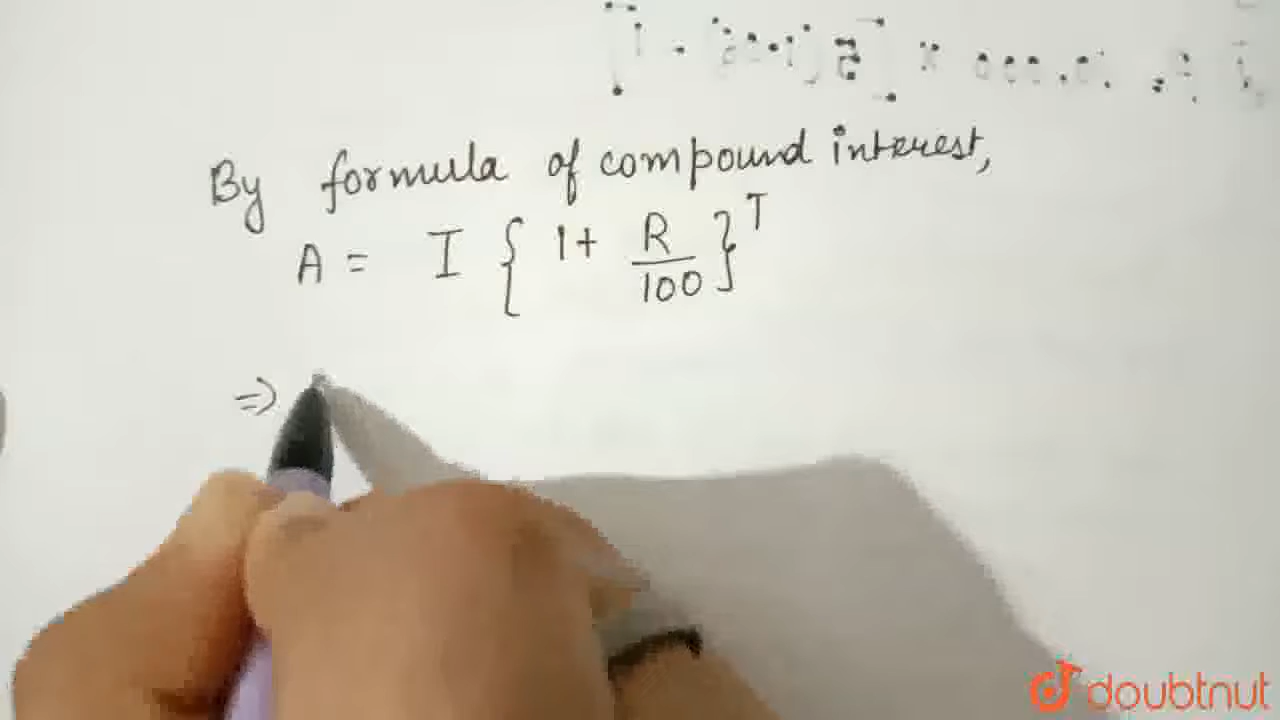 By formula of compound interest,
A = I { 1 + R/100 }^T
⇒
doubtnut